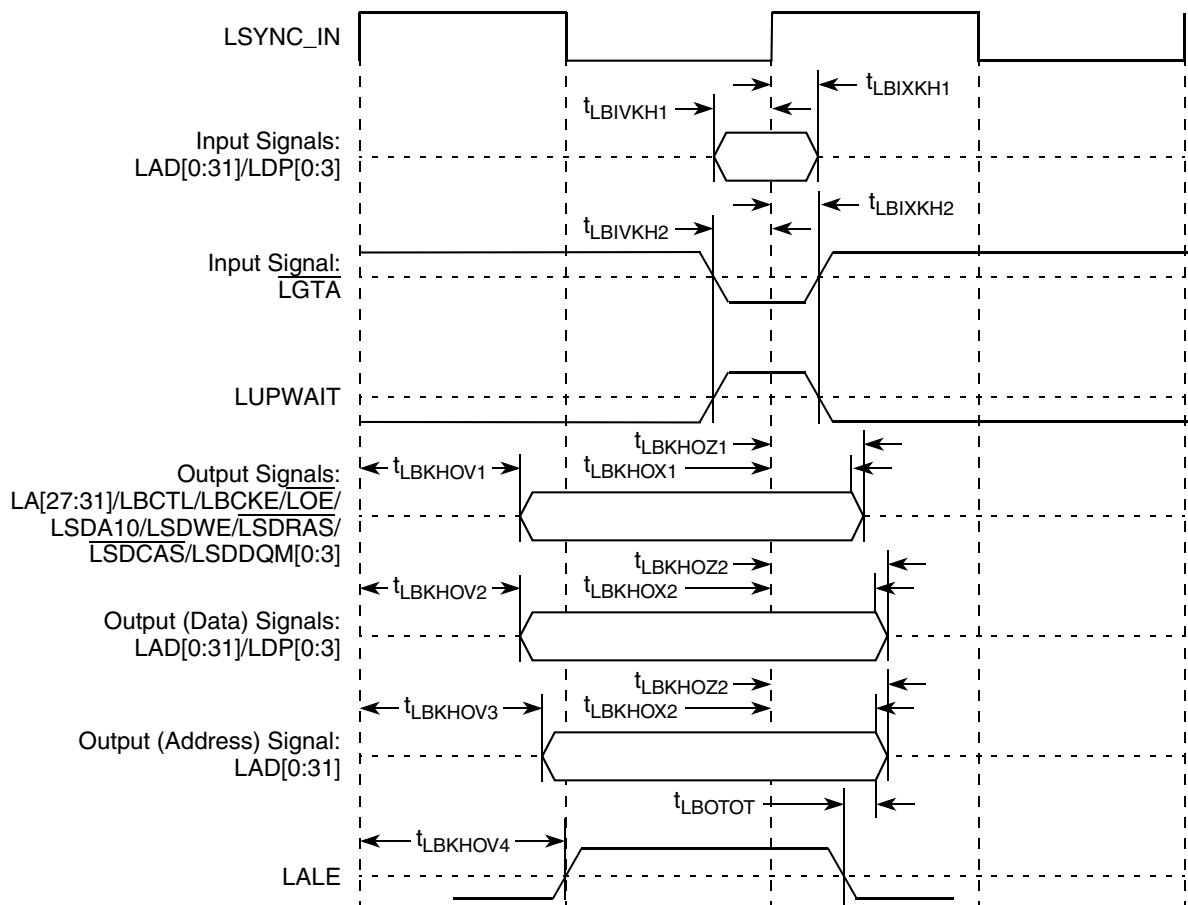 LSYNC_IN
tLBIXKH1
tLBIVKH1
Input Signals:
LAD[0:31]/LDP[0:3]
tLBIXKH2
tLBIVKH2
Input Signal:
LGTA
LUPWAIT
tLBKHOZ1
tLBKHOV1
tLBKHOX1
Output Signals:
LA[27:31]/LBCTL/LBCKE/LOE/
LSDA10/LSDWE/LSDRAS/
LSDCAS/LSDDQM[0:3]
tLBKHOZ2
tLBKHOV2
tLBKHOX2
Output (Data) Signals:
LAD[0:31]/LDP[0:3]
tLBKHOZ2
tLBKHOV3
tLBKHOX2
Output (Address) Signal:
LAD[0:31]
tLBOTOT
tLBKHOV4
LALE